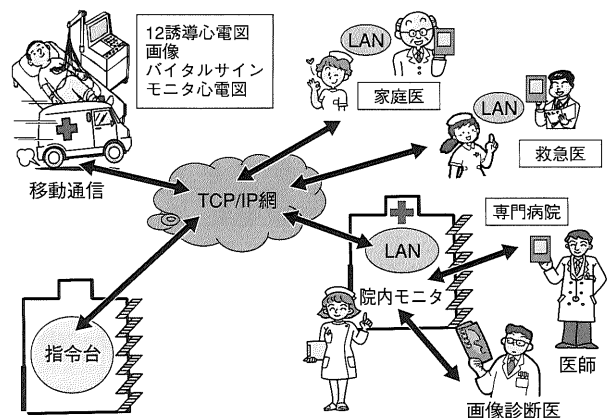 12誘導心電図
画像
バイタルサイン
モニタ心電図
LAN
家庭医
LAN
救急医
移動通信
TCP/IP網
専門病院
LAN
院内モニタ
指令台
医師
画像診断医